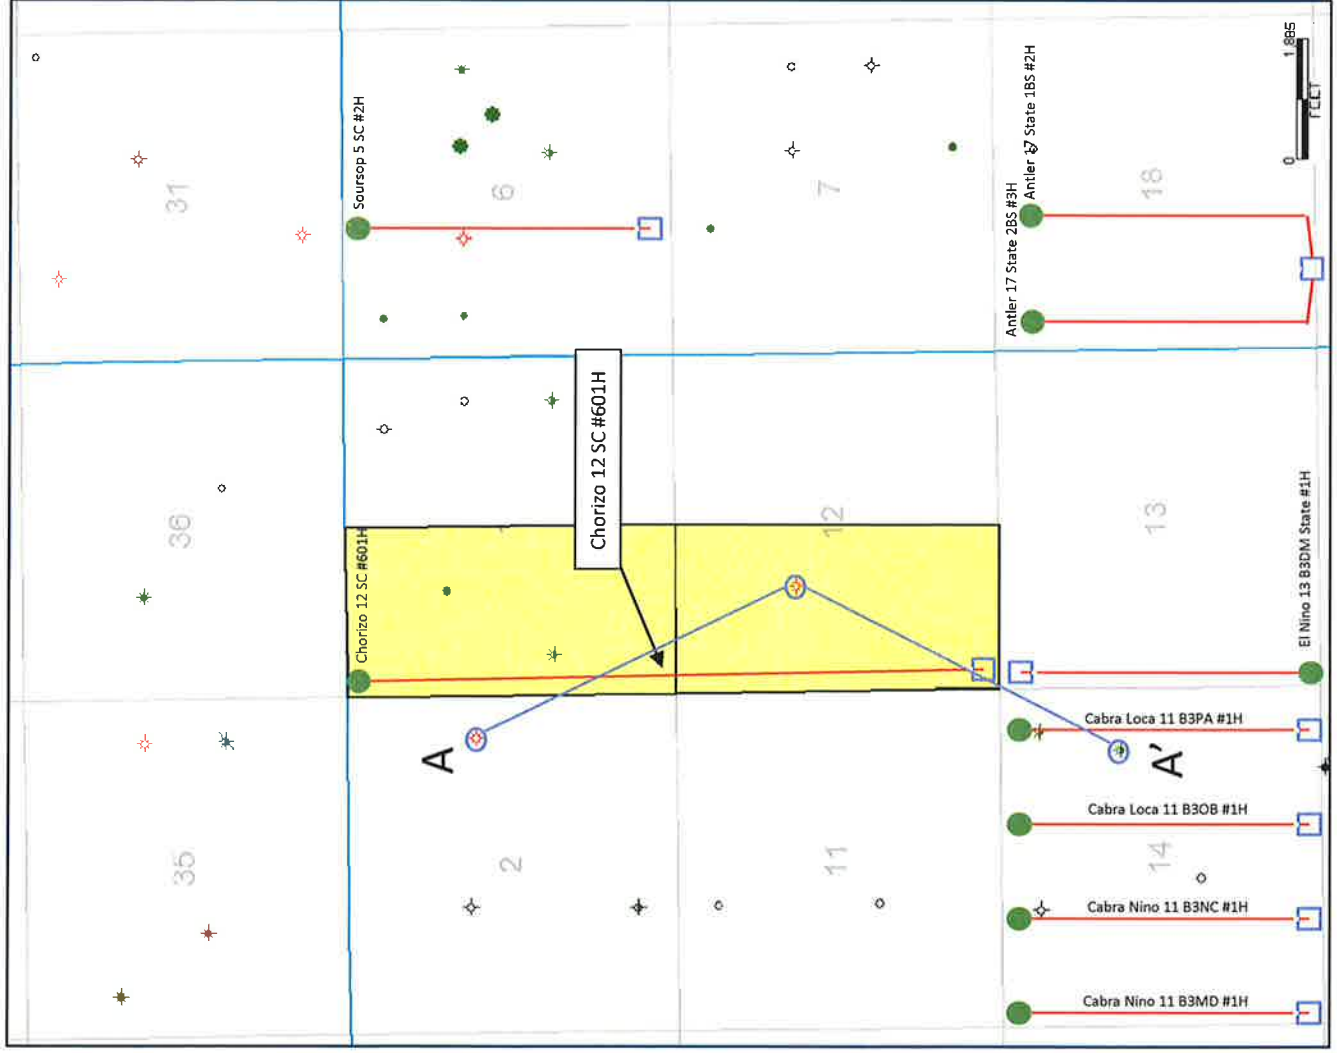 31
36
35
Soursop 5 SC #2H
6
Chorizo 12 SC #601H
Chorizo 12 SC #601H
A
2
7
12
11
Antler 17 State 2BS #3H
Antler 17 State 1BS #2H
18
13
El Nino 13 B3DM State #1H
Cabra Loca 11 B3PA #1H
A'
Cabra Loca 11 B3OB #1H
14
Cabra Nino 11 B3NC #1H
Cabra Nino 11 B3MD #1H
0
1,885
FEET